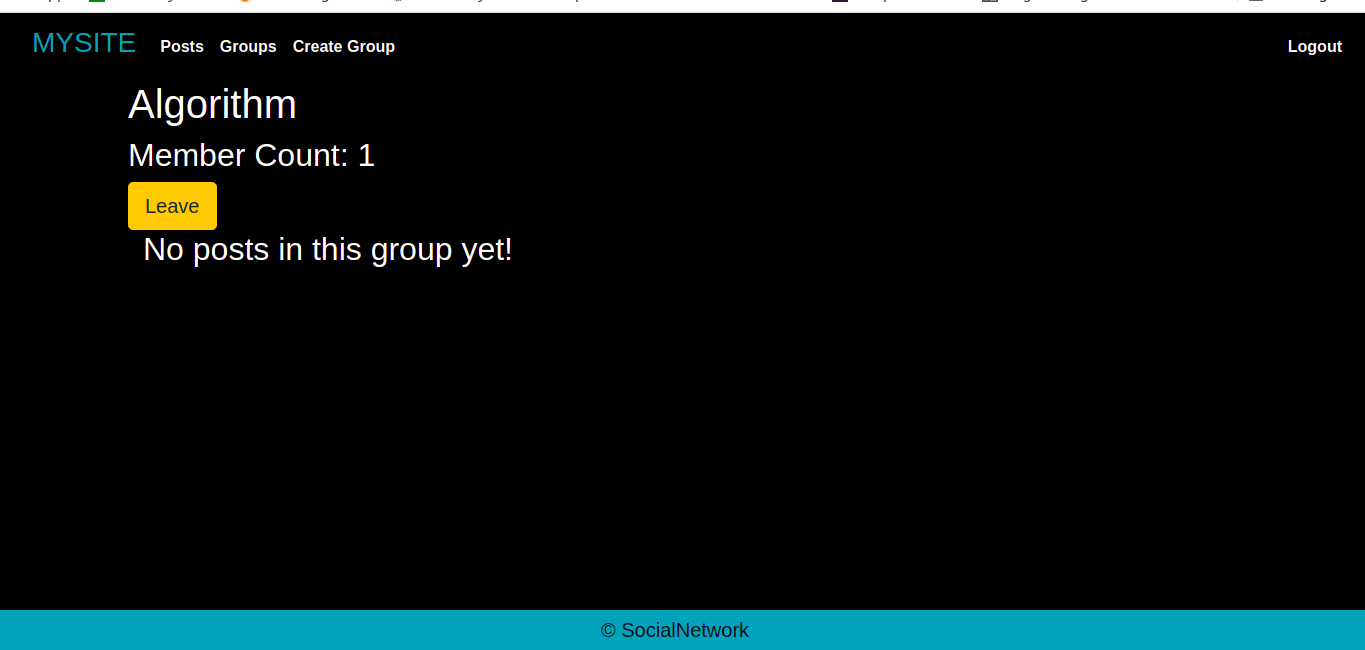 MYSITE Posts Groups Create Group Logout
Algorithm
Member Count: 1
Leave
No posts in this group yet!
© SocialNetwork